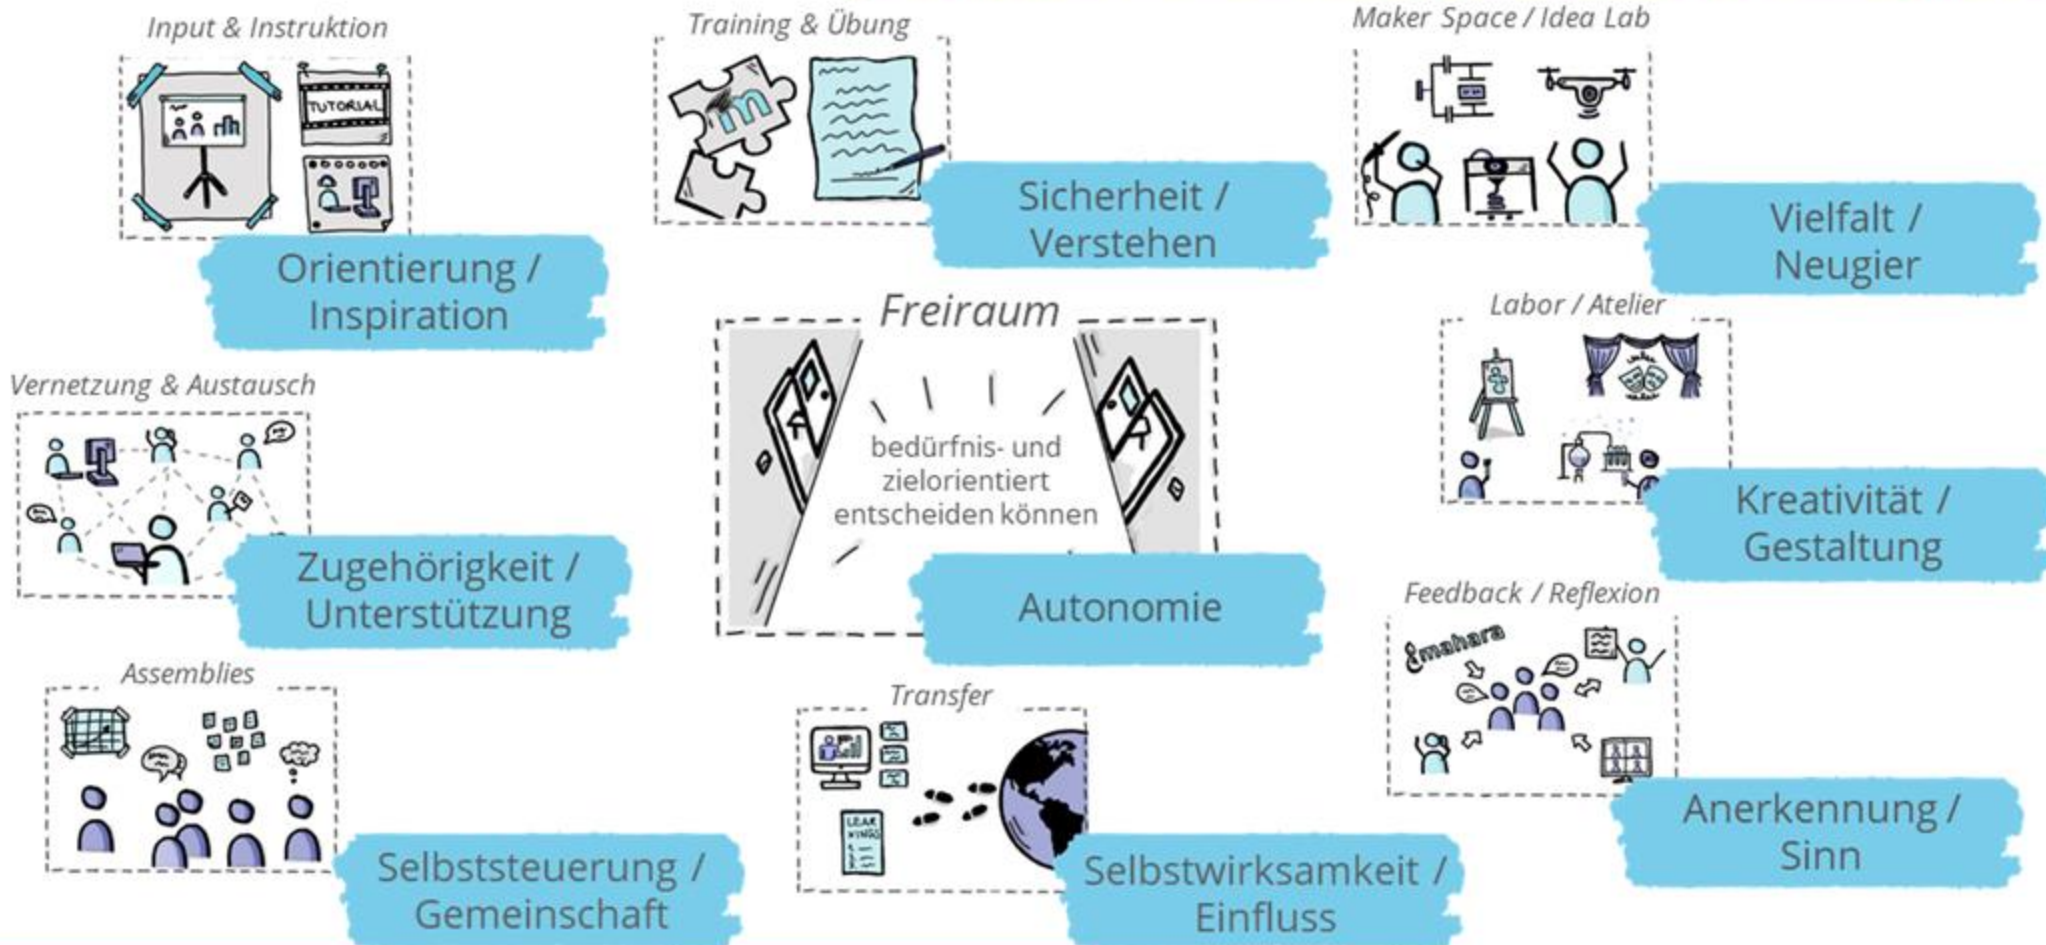 Input & Instruktion
TUTORIAL
Orientierung /
Inspiration
Training & Übung
m
Sicherheit /
Verstehen
Maker Space / Idea Lab
Vielfalt /
Neugier
Vernetzung & Austausch
Zugehörigkeit /
Unterstützung
Freiraum
bedürfnis- und
zielorientiert
entscheiden können
Autonomie
Labor / Atelier
Kreativität /
Gestaltung
Assemblies
Selbststeuerung /
Gemeinschaft
Transfer
LEAR
NINGS
Selbstwirksamkeit /
Einfluss
Feedback / Reflexion
mahara
Anerkennung /
Sinn